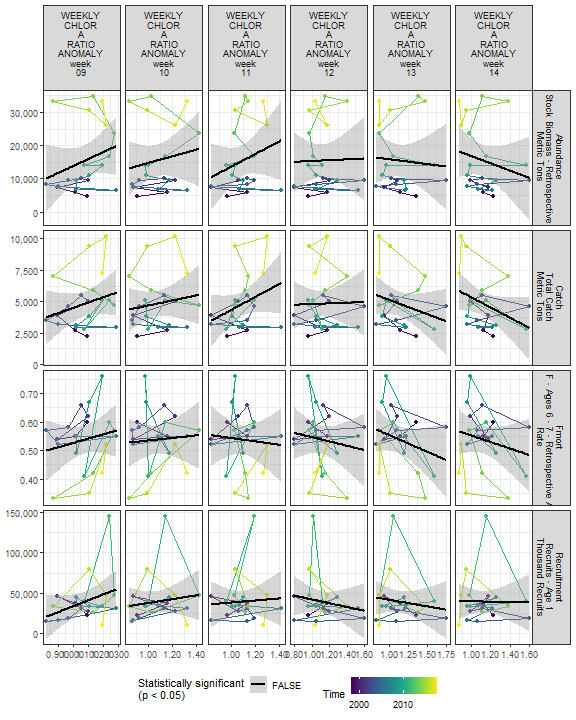 WEEKLY WEEKLY WEEKLY WEEKLY WEEKLY WEEKLY
CHLOR CHLOR CHLOR CHLOR CHLOR CHLOR
A A A A A A
RATIO RATIO RATIO RATIO RATIO RATIO
ANOMALY ANOMALY ANOMALY ANOMALY ANOMALY ANOMALY
week week week week week week
09 10 11 12 13 14
30,000
20,000
10,000
0
Abundance
Stock Biomass - Retrospective
Metric Tons
10,000
7,500
5,000
2,500
0
Catch
Total Catch
Metric Tons
0.70
0.60
0.50
0.40
Fmort
F - Ages 6 - 7 - Retrospective
Rate
150,000
100,000
50,000
0
Recruitment
Recruits - Age 1
Thousand Recruits
1.00 1.20 1.40 1.00 1.20 1.00 1.20 1.40 1.60 1.00 1.25 1.50 1.75 1.00 1.20 1.40 1.60
Statistically significant
(p < 0.05)
FALSE
Time
2000 2010